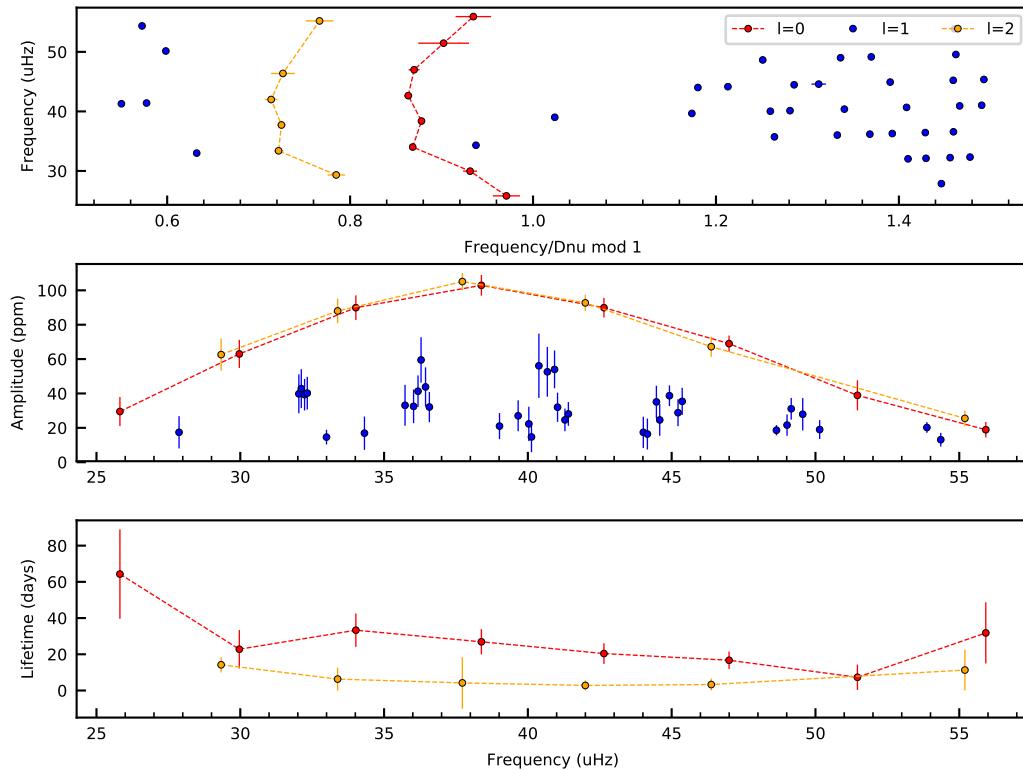 l=0 l=1 l=2
Frequency (uHz)
50
40
30
0.6 0.8 1.0 1.2 1.4
Frequency/Dnu mod 1
Amplitude (ppm)
100
80
60
40
20
0
25 30 35 40 45 50 55
Lifetime (days)
80
60
40
20
0
25 30 35 40 45 50 55
Frequency (uHz)